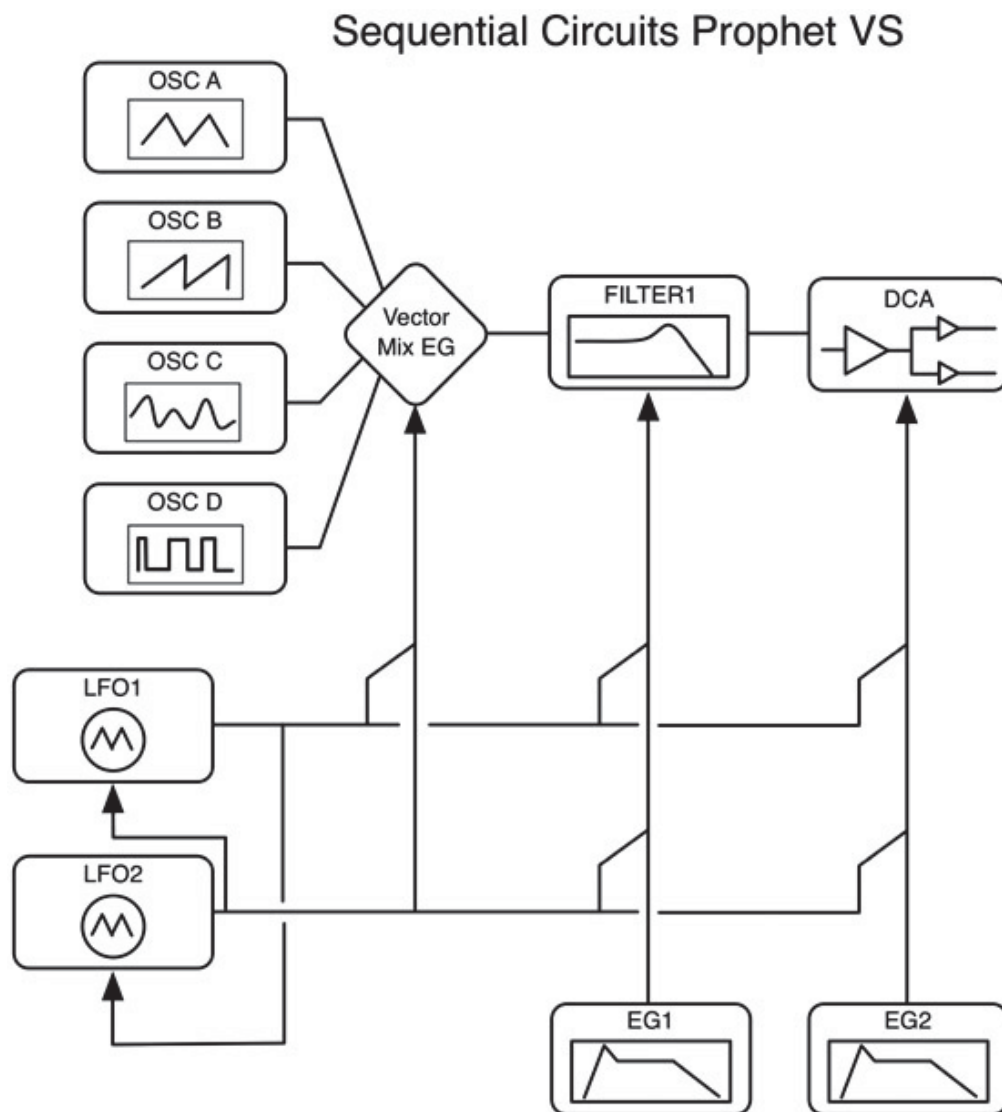 Sequential Circuits Prophet VS
OSC A
OSC B
OSC C
OSC D
Vector
Mix EG
FILTER1
DCA
LFO1
LFO2
EG1
EG2